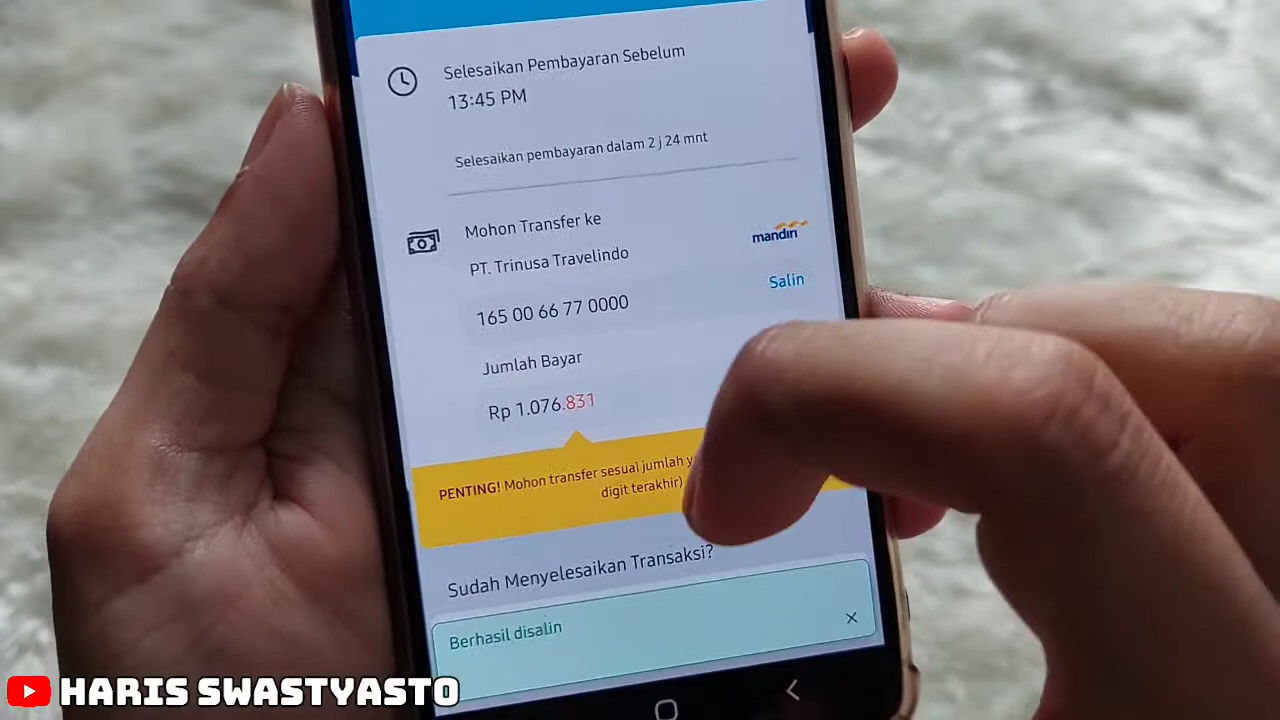 Selesaikan Pembayaran Sebelum
13:45 PM
Selesaikan pembayaran dalam 2 j 24 mnt
Mohon Transfer ke
PT. Trinusa Travelindo
mandiri
165 00 66 77 0000
Salin
Jumlah Bayar
Rp 1.076.831
PENTING! Mohon transfer sesuai jumlah
digit terakhir)
Sudah Menyelesaikan Transaksi?
Berhasil disalin
HARIS SWASTYASTO